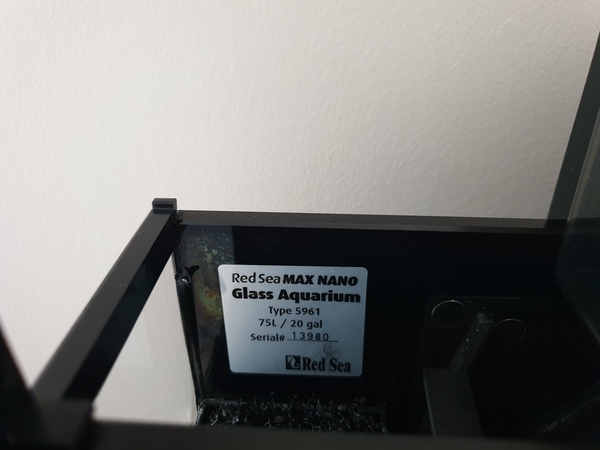 Red Sea MAX NANO
Glass Aquarium
Type 5961
75L / 20 gal
Serial# 13980
Red Sea